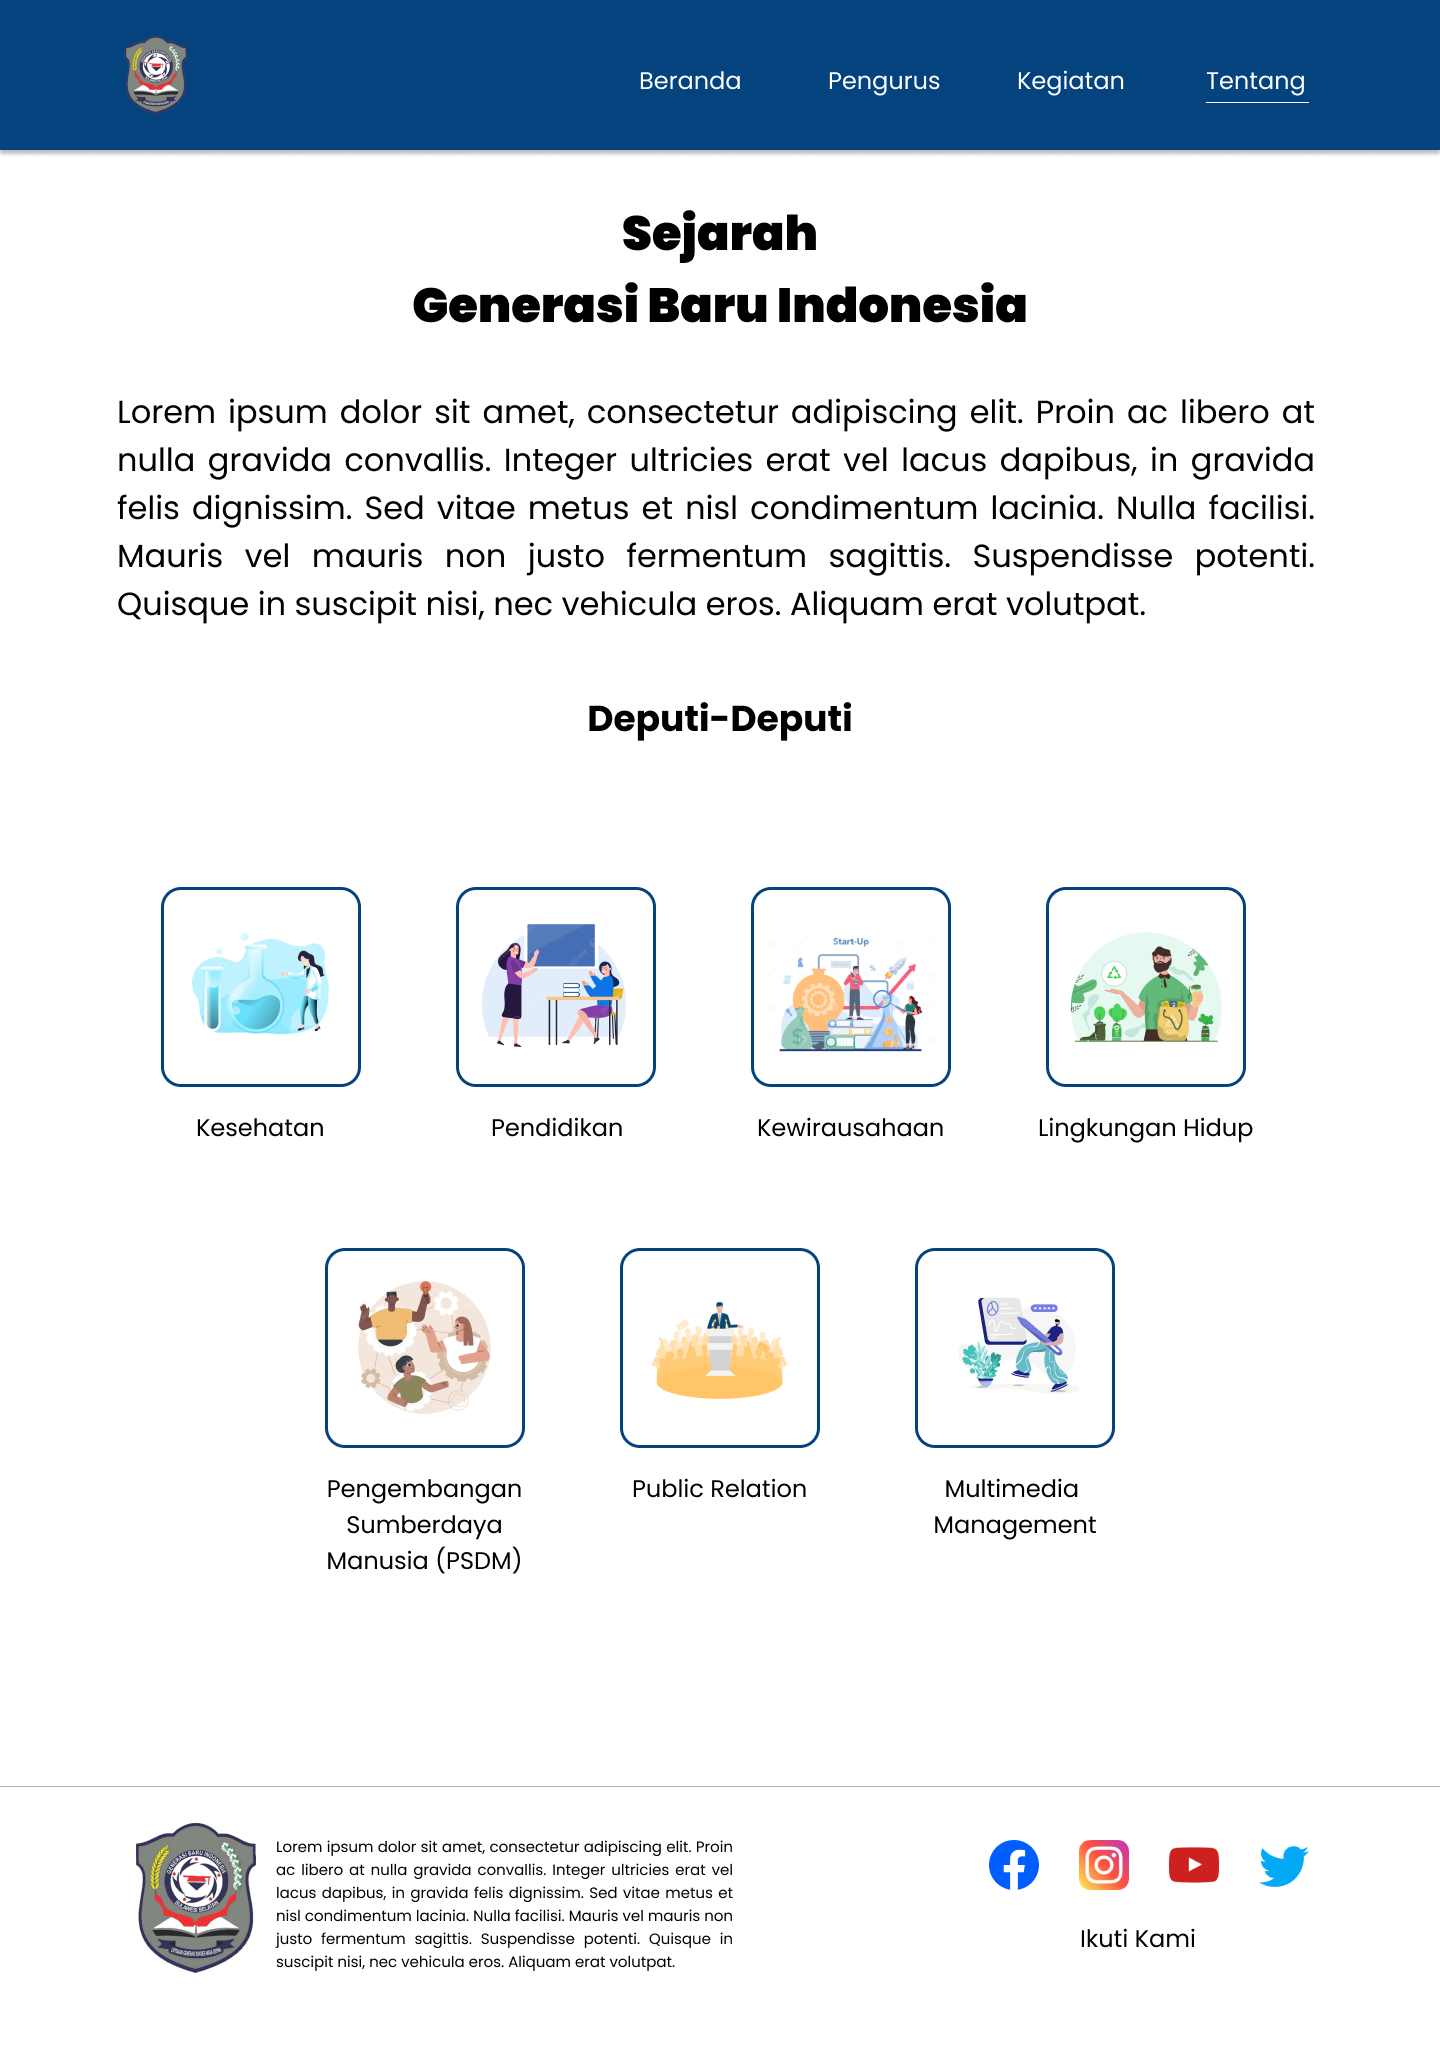 Beranda Pengurus Kegiatan Tentang
Sejarah
Generasi Baru Indonesia
Lorem ipsum dolor sit amet, consectetur adipiscing elit. Proin ac libero at
nulla gravida convallis. Integer ultricies erat vel lacus dapibus, in gravida
felis dignissim. Sed vitae metus et nisl condimentum lacinia. Nulla facilisi.
Mauris vel mauris non justo fermentum sagittis. Suspendisse potenti.
Quisque in suscipit nisi, nec vehicula eros. Aliquam erat volutpat.
Deputi-Deputi
Start-Up
Kesehatan
Pendidikan
Kewirausahaan
Lingkungan Hidup
Pengembangan
Sumberdaya
Manusia (PSDM)
Public Relation
Multimedia
Management
GENERASI BARU INDONESIA
SULAWESI SELATAN
Lorem ipsum dolor sit amet, consectetur adipiscing elit. Proin
ac libero at nulla gravida convallis. Integer ultricies erat vel
lacus dapibus, in gravida felis dignissim. Sed vitae metus et
nisl condimentum lacinia. Nulla facilisi. Mauris vel mauris non
justo fermentum sagittis. Suspendisse potenti. Quisque in
suscipit nisi, nec vehicula eros. Aliquam erat volutpat.
Ikuti Kami